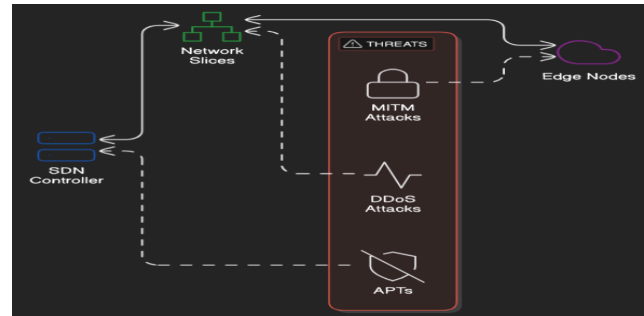 Network
Slices
THREATS
Edge Nodes
MITM
Attacks
SDN
Controller
DDoS
Attacks
APTs